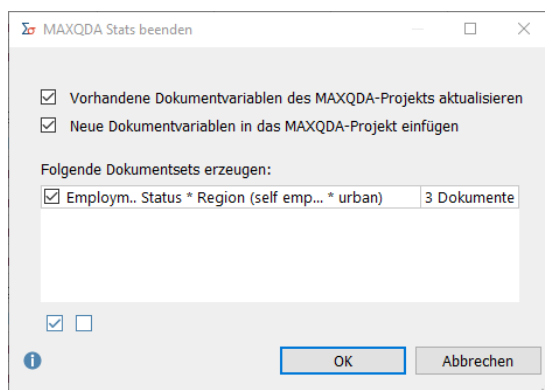 MAXQDA Stats beenden
Vorhandene Dokumentvariablen des MAXQDA-Projekts aktualisieren
Neue Dokumentvariablen in das MAXQDA-Projekt einfügen
Folgende Dokumentsets erzeugen:
Employm.. Status * Region (self emp... * urban) 3 Dokumente
OK Abbrechen